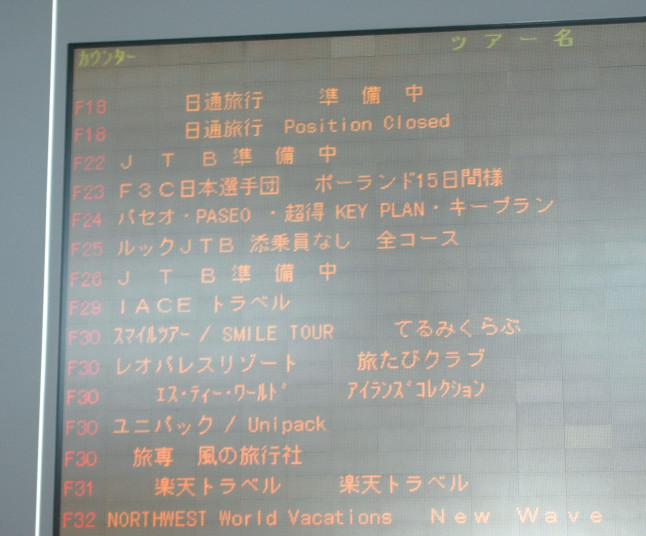 カウンター ツアー名
F18 日通旅行 準備中
F18 日通旅行 Position Closed
F22 JTB準備中
F23 F3C日本選手団 ポーランド15日間様
F24 パセオ・PASEO ・超得 KEY PLAN・キープラン
F25 ルックJTB 添乗員なし 全コース
F26 JTB準備中
F29 IACE トラベル
F30 スマイルツアー / SMILE TOUR てるみくらぶ
F30 レオパレスリゾート 旅たびクラブ
F30 エス・ティー・ワールド アイランズコレクション
F30 ユニパック / Unipack
F30 旅専 風の旅行社
F31 楽天トラベル 楽天トラベル
F32 NORTHWEST World Vacations New Wave